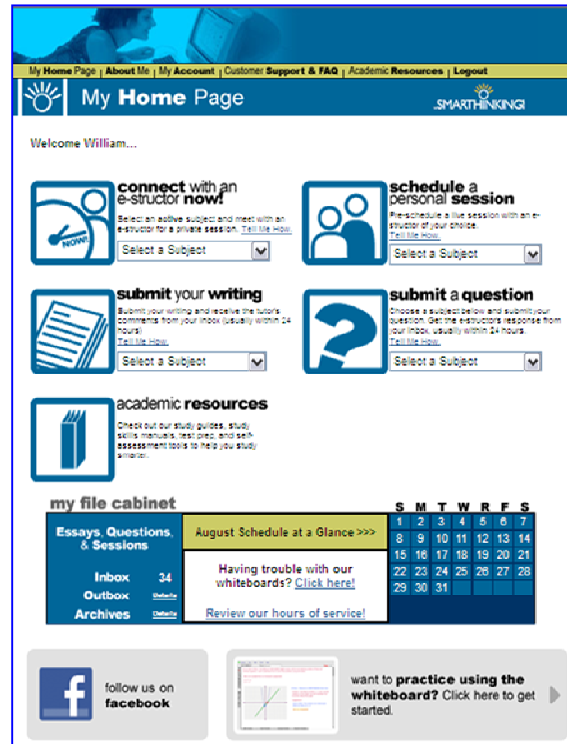 My Home Page | About Me | My Account | Customer Support & FAQ | Academic Resources | Logout
My Home Page
SMARTHINKING!
Welcome William...
connect with an
e-structor now!
Select an active subject and meet with an
e-structor for a private session. Tell Me How.
Select a Subject
NOW!
schedule a
personal session
Pre-schedule a live session with an e-
structor of your choice.
Tell Me How.
Select a Subject
submit your writing
Submit your writing and receive the tutors
comments from your inbox (usually within 24
hours)
Tell Me How.
Select a Subject
submit a question
Choose a subject below and submit your
question. Get the e-structor's response from
your inbox, usually within 24 hours.
Tell Me How.
Select a Subject
academic resources
Check out our study guides, study
skills manuals, test prep, and self-
assessment tools to help you study
smarter.
my file cabinet
Essays, Questions,
& Sessions
Inbox 34
Outbox Details
Archives Details
August Schedule at a Glance >>>
Having trouble with our
whiteboards? Click here!
Review our hours of service!
S M T W R F S
1 2 3 4 5 6 7
8 9 10 11 12 13 14
15 16 17 18 19 20 21
22 23 24 25 26 27 28
29 30 31
follow us on
facebook
want to practice using the
whiteboard? Click here to get
started.